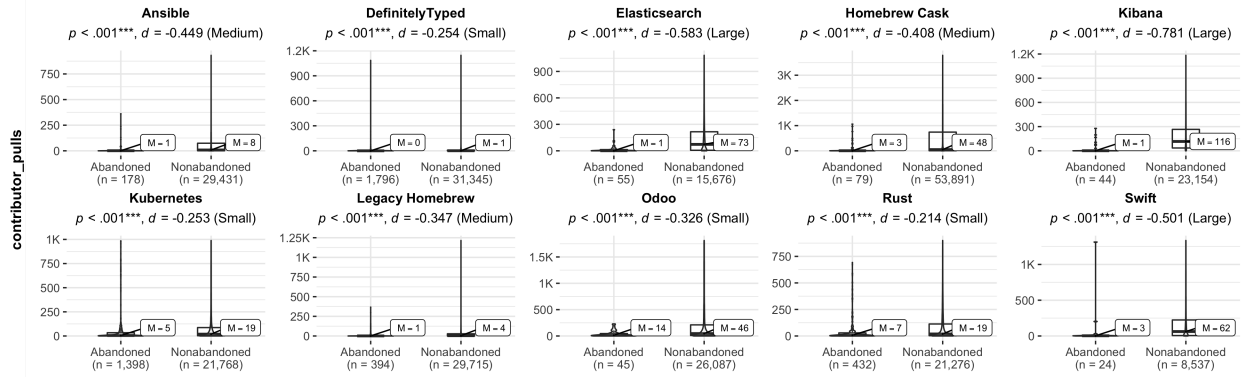 contributor_pulls
Ansible
p < .001***, d = -0.449 (Medium)
750
500
250
0
M = 1
M = 8
Abandoned
(n = 178)
Nonabandoned
(n = 29,431)
DefinitelyTyped
p < .001***, d = -0.254 (Small)
1.2K
900
600
300
0
M = 0
M = 1
Abandoned
(n = 1,796)
Nonabandoned
(n = 31,345)
Elasticsearch
p < .001***, d = -0.583 (Large)
900
600
300
0
M = 1
M = 73
Abandoned
(n = 55)
Nonabandoned
(n = 15,676)
Homebrew Cask
p < .001***, d = -0.408 (Medium)
3K
2K
1K
0
M = 3
M = 48
Abandoned
(n = 79)
Nonabandoned
(n = 53,891)
Kibana
p < .001***, d = -0.781 (Large)
1.2K
900
600
300
0
M = 1
M = 116
Abandoned
(n = 44)
Nonabandoned
(n = 23,154)
Kubernetes
p < .001***, d = -0.253 (Small)
1K
750
500
250
0
M = 5
M = 19
Abandoned
(n = 1,398)
Nonabandoned
(n = 21,768)
Legacy Homebrew
p < .001***, d = -0.347 (Medium)
1.25K
1K
750
500
250
0
M = 1
M = 4
Abandoned
(n = 394)
Nonabandoned
(n = 29,715)
Odoo
p < .001***, d = -0.326 (Small)
1.5K
1K
500
0
M = 14
M = 46
Abandoned
(n = 45)
Nonabandoned
(n = 26,087)
Rust
p < .001***, d = -0.214 (Small)
750
500
250
0
M = 7
M = 19
Abandoned
(n = 432)
Nonabandoned
(n = 21,276)
Swift
p < .001***, d = -0.501 (Large)
1K
500
0
M = 3
M = 62
Abandoned
(n = 24)
Nonabandoned
(n = 8,537)